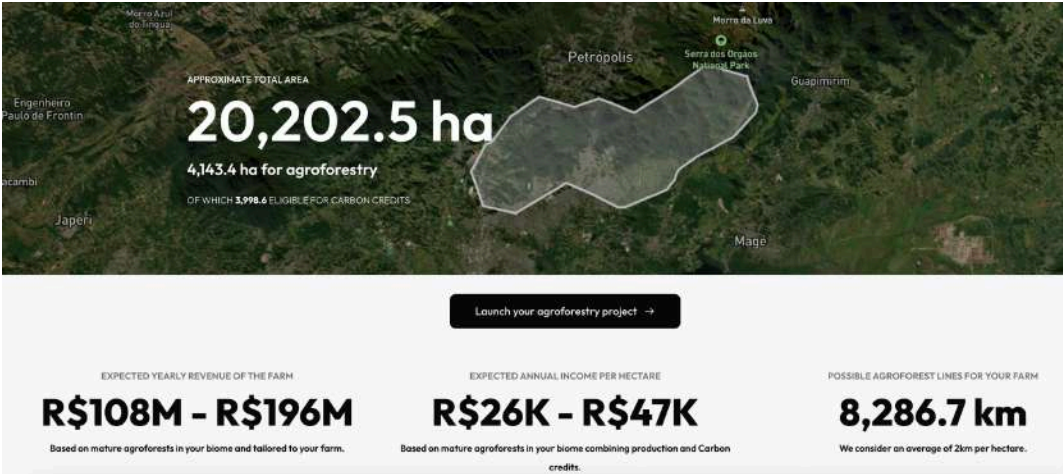 Morro Azul
do Tinguá
Morro da Luva
Petrópolis
Serra dos Órgãos
National Park
Guapimirim
APPROXIMATE TOTAL AREA
20,202.5 ha
Engenheiro
Paulo de Frontin
4,143.4 ha for agroforestry
acambi
OF WHICH 3,998.6 ELIGIBLE FOR CARBON CREDITS
Japeri
Magé
Launch your agroforestry project →
EXPECTED YEARLY REVENUE OF THE FARM
R$108M - R$196M
Based on mature agroforests in your biome and tailored to your farm.
EXPECTED ANNUAL INCOME PER HECTARE
R$26K - R$47K
Based on mature agroforests in your biome combining production and Carbon
credits.
POSSIBLE AGROFOREST LINES FOR YOUR FARM
8,286.7 km
We consider an average of 2km per hectare.